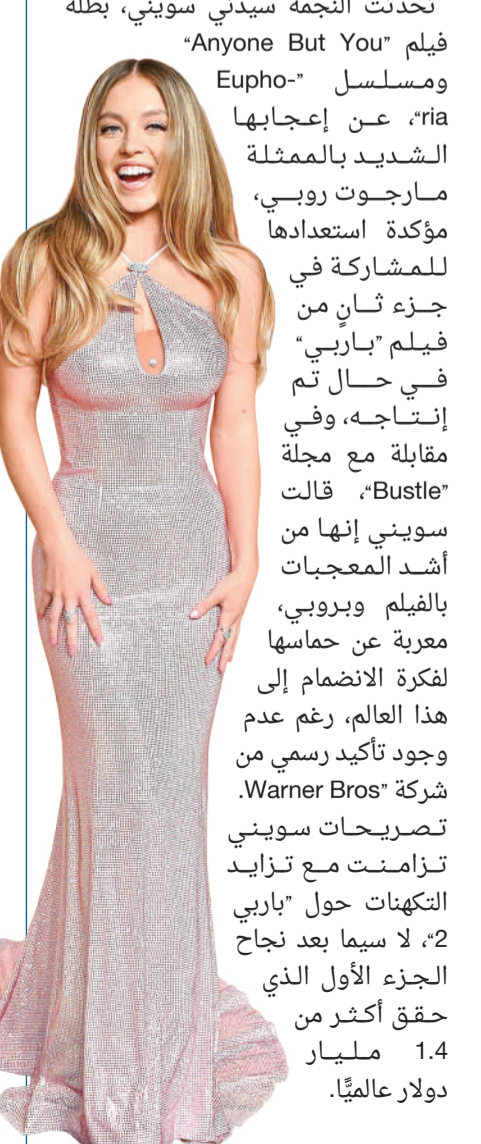 تحدثت النجمة سيدني سويني، بطلة
فيلم "Anyone But You"
ومسلسل "Eupho-
ria"، عن إعجابها
الشديد بالممثلة
مارجوت روبي،
مؤكدة استعدادها
للمشاركة في
جزء ثانٍ من
فيلم "باربي"
في حال تم
إنتاجه، وفي
مقابلة مع مجلة
"Bustle"، قالت
سويني إنها من
أشد المعجبات
بالفيلم وبروبي،
معربة عن حماسها
لفكرة الانضمام إلى
هذا العالم، رغم عدم
وجود تأكيد رسمي من
شركة "Warner Bros.
تصريحات سويني
تزامنت مع تزايد
التكهنات حول "باربي
2"، لا سيما بعد نجاح
الجزء الأول الذي
حقق أكثر من
1.4 مليار
دولار عالميًّا.